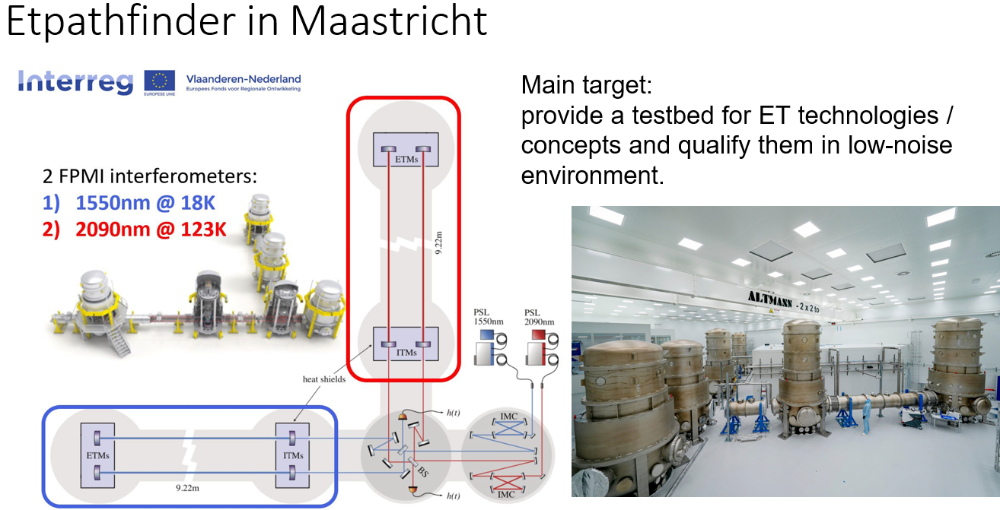 Etpathfinder in Maastricht
Interreg
EUROPESE UNIE
Vlaanderen-Nederland
Europees Fonds voor Regionale Ontwikkeling
Main target:
provide a testbed for ET technologies /
concepts and qualify them in low-noise
environment.
2 FPMI interferometers:
1) 1550nm @ 18K
2) 2090nm @ 123K
ETMs
9.22m
ITMs
heat shields
PSL
1550nm
PSL
2090nm
ALTMANN - 2 x 2 to
ETMs
ITMs
9.22m
h(t)
BS
h(t)
IMC
IMC